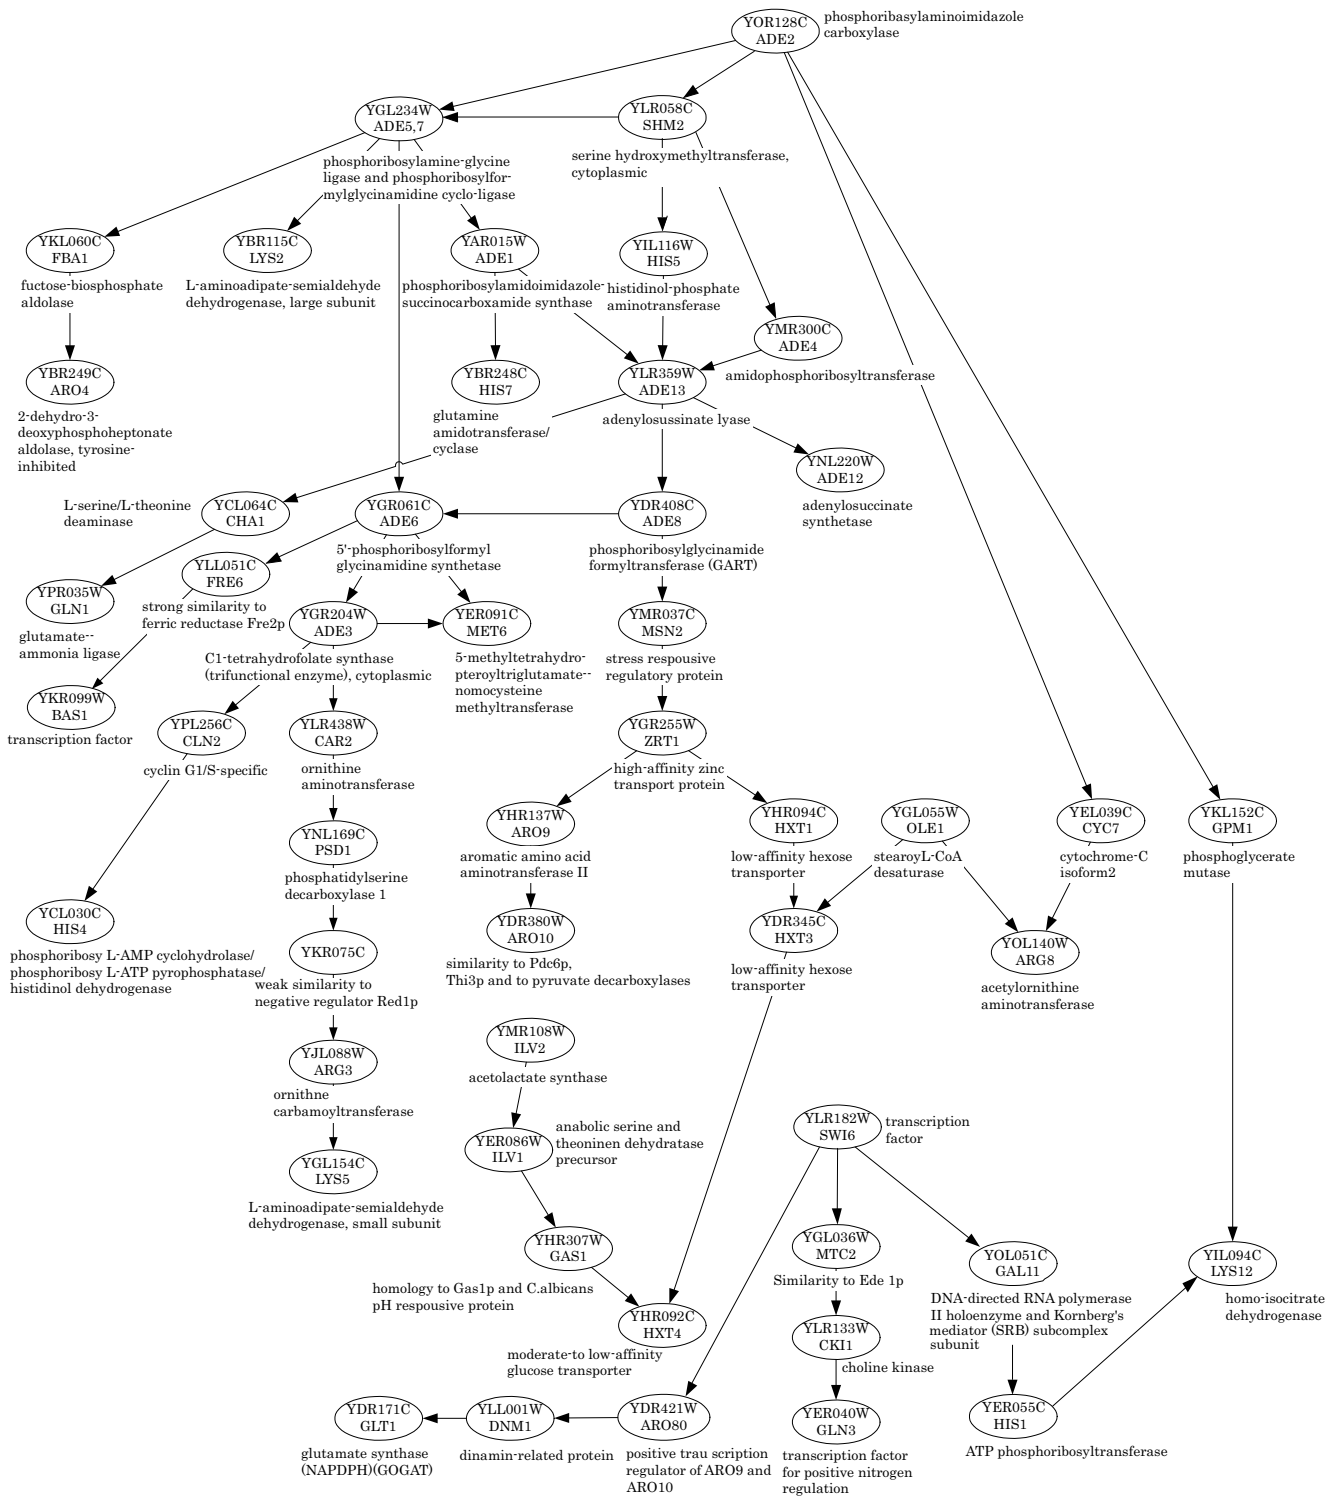 YOR128C
ADE2
phosphoribasylaminoimidazole
carboxylase
YGL234W
ADE5,7
phosphoribosylamine-glycine
ligase and phosphoribosylfor-
mylglycinamidine cyclo-ligase
YLR058C
SHM2
serine hydroxymethyltransferase,
cytoplasmic
YKL060C
FBA1
fuctose-biosphosphate
aldolase
YBR115C
LYS2
L-aminoadipate-semialdehyde
dehydrogenase, large subunit
YAR015W
ADE1
phosphoribosylamidoimidazole-
succinocarboxamide synthase
YIL116W
HIS5
histidinol-phosphate
aminotransferase
YMR300C
ADE4
amidophosphoribosyltransferase
YBR249C
ARO4
2-dehydro-3-
deoxyphosphoheptonate
aldolase, tyrosine-
inhibited
YBR248C
HIS7
glutamine
amidotransferase/
cyclase
YLR359W
ADE13
adenylosussinate lyase
YNL220W
ADE12
adenylosuccinate
synthetase
L-serine/L-theonine
deaminase
YCL064C
CHA1
YGR061C
ADE6
5'-phosphoribosylformyl
glycinamidine synthetase
YDR408C
ADE8
phosphoribosylglycinamide
formyltransferase (GART)
YPR035W
GLN1
glutamate--
ammonia ligase
YLL051C
FRE6
strong similarity to
ferric reductase Fre2p
YGR204W
ADE3
C1-tetrahydrofolate synthase
(trifunctional enzyme), cytoplasmic
YER091C
MET6
5-methyltetrahydro-
pteroyltriglutamate--
nomocysteine
methyltransferase
YMR037C
MSN2
stress respousive
regulatory protein
YKR099W
BAS1
transcription factor
YPL256C
CLN2
cyclin G1/S-specific
YLR438W
CAR2
ornithine
aminotransferase
YGR255W
ZRT1
high-affinity zinc
transport protein
YHR137W
ARO9
aromatic amino acid
aminotransferase II
YHR094C
HXT1
low-affinity hexose
transporter
YGL055W
OLE1
stearoyL-CoA
desaturase
YEL039C
CYC7
cytochrome-C
isoform2
YKL152C
GPM1
phosphoglycerate
mutase
YNL169C
PSD1
phosphatidylserine
decarboxylase 1
YCL030C
HIS4
phosphoribosy L-AMP cyclohydrolase/
phosphoribosy L-ATP pyrophosphatase/
histidinol dehydrogenase
YKR075C
weak similarity to
negative regulator Red1p
YDR380W
ARO10
similarity to Pdc6p,
Thi3p and to pyruvate decarboxylases
YDR345C
HXT3
low-affinity hexose
transporter
YOL140W
ARG8
acetylornithine
aminotransferase
YJL088W
ARG3
ornithne
carbamoyltransferase
YMR108W
ILV2
acetolactate synthase
YER086W
ILV1
anabolic serine and
theoninen dehydratase
precursor
YLR182W
SWI6
transcription
factor
YGL154C
LYS5
L-aminoadipate-semialdehyde
dehydrogenase, small subunit
YHR307W
GAS1
homology to Gas1p and C.albicans
pH respousive protein
YGL036W
MTC2
Similarity to Ede 1p
YOL051C
GAL11
DNA-directed RNA polymerase
II holoenzyme and Kornberg's
mediator (SRB) subcomplex
subunit
YIL094C
LYS12
homo-isocitrate
dehydrogenase
YHR092C
HXT4
moderate-to low-affinity
glucose transporter
YLR133W
CKI1
choline kinase
YDR171C
GLT1
glutamate synthase
(NAPDPH)(GOGAT)
YLL001W
DNM1
dinamin-related protein
YDR421W
ARO80
positive trau scription
regulator of ARO9 and
ARO10
YER040W
GLN3
transcription factor
for positive nitrogen
regulation
YER055C
HIS1
ATP phosphoribosyltransferase